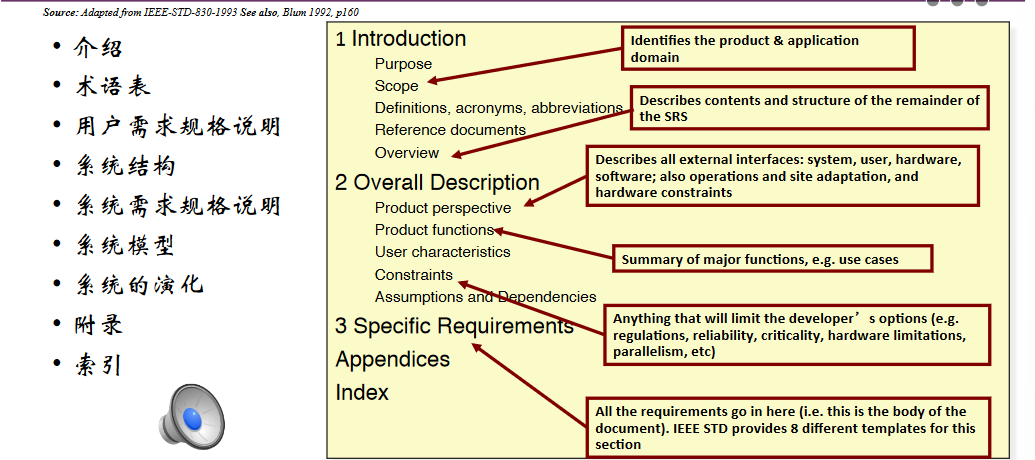 Source: Adapted from IEEE-STD-830-1993 See also, Blum 1992, p160
• 介绍
• 术语表
• 用户需求规格说明
• 系统结构
• 系统需求规格说明
• 系统模型
• 系统的演化
• 附录
• 索引
1 Introduction
Purpose
Scope
Definitions, acronyms, abbreviations
Reference documents
Overview
2 Overall Description
Product perspective
Product functions
User characteristics
Constraints
Assumptions and Dependencies
3 Specific Requirements
Appendices
Index
Identifies the product & application
domain
Describes contents and structure of the remainder of
the SRS
Describes all external interfaces: system, user, hardware,
software; also operations and site adaptation, and
hardware constraints
Summary of major functions, e.g. use cases
Anything that will limit the developer’s options (e.g.
regulations, reliability, criticality, hardware limitations,
parallelism, etc)
All the requirements go in here (i.e. this is the body of the
document). IEEE STD provides 8 different templates for this
section